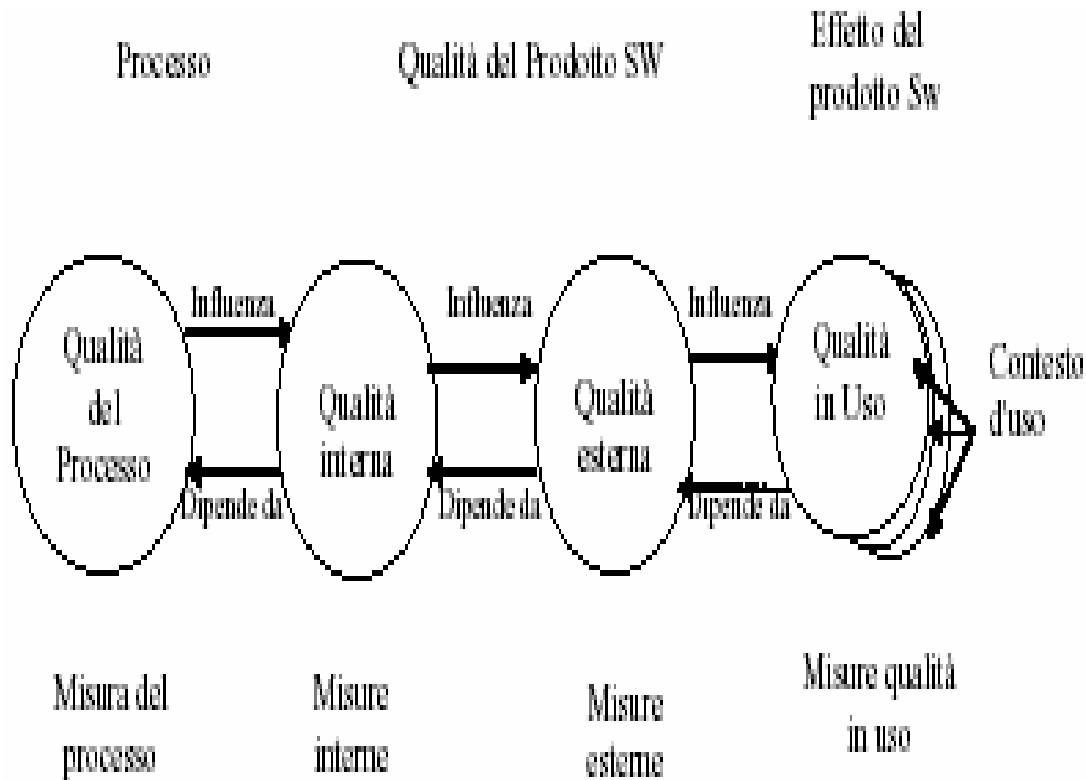 Processo
Qualità del Prodotto SW
Effetto del
prodotto Sw
Qualità
del
Processo
Influenza
Dipende da
Qualità
interna
Influenza
Dipende da
Qualità
esterna
Influenza
Dipende da
Qualità
in Uso
Contesto
d'uso
Misura del
processo
Misure
interne
Misure
esterne
Misure qualità
in uso